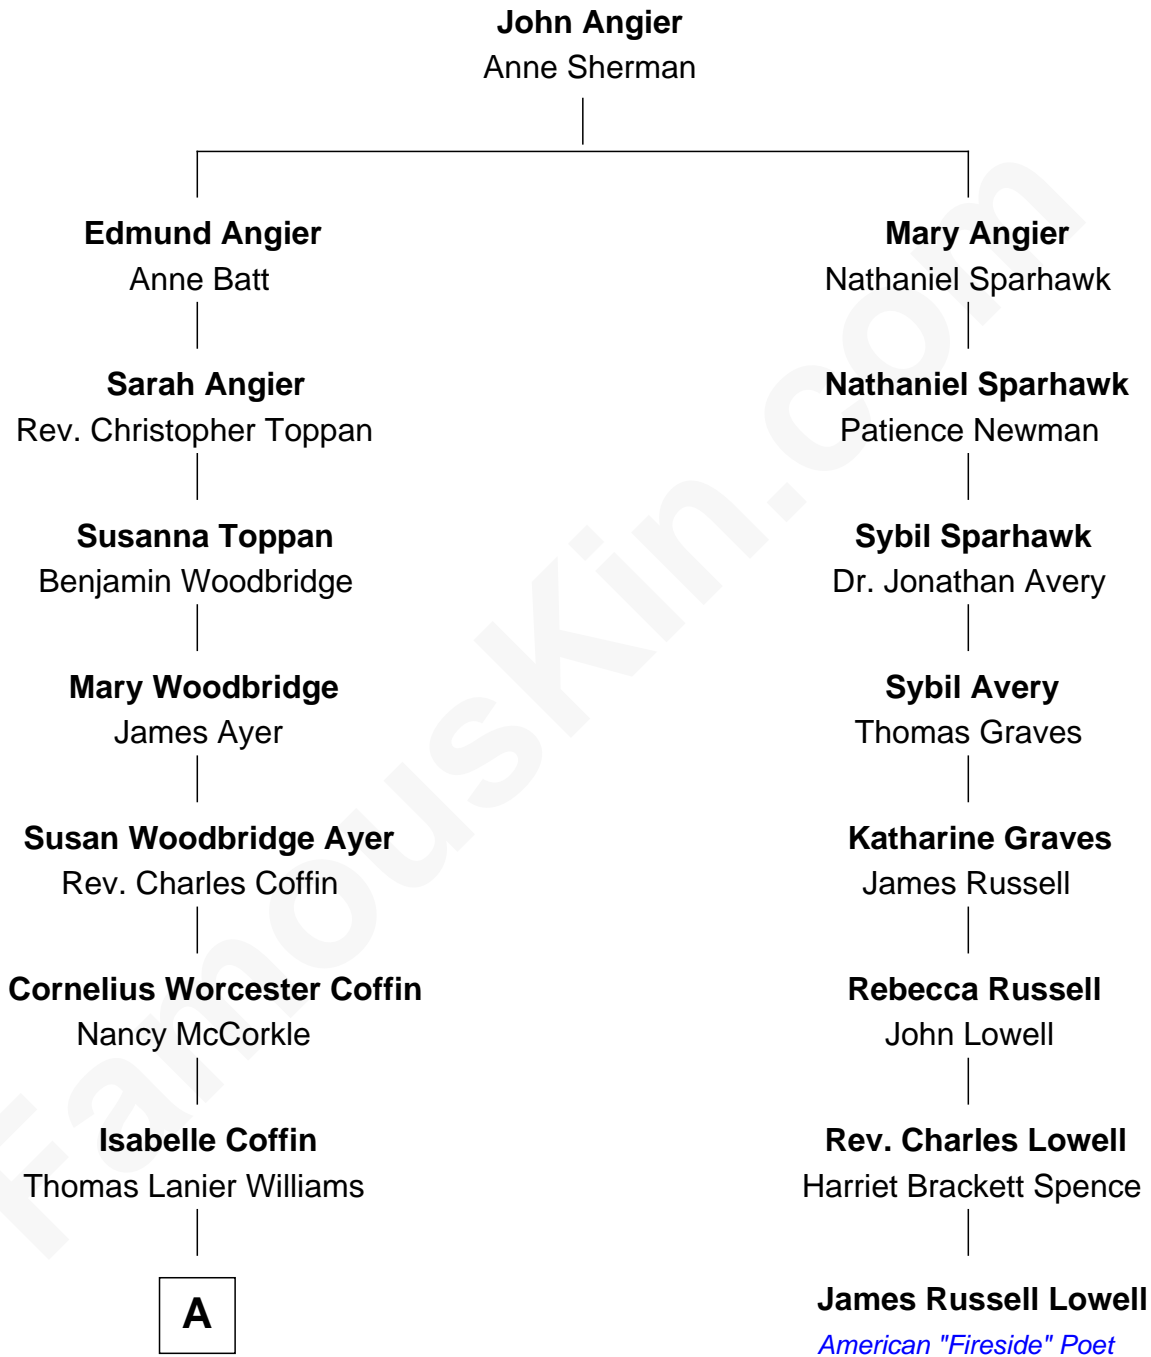 John Angier
Anne Sherman
Edmund Angier
Anne Batt
Sarah Angier
Rev. Christopher Toppan
Susanna Toppan
Benjamin Woodbridge
Mary Woodbridge
James Ayer
Susan Woodbridge Ayer
Rev. Charles Coffin
Cornelius Worcester Coffin
Nancy McCorkle
Isabelle Coffin
Thomas Lanier Williams
A
Mary Angier
Nathaniel Sparhawk
Nathaniel Sparhawk
Patience Newman
Sybil Sparhawk
Dr. Jonathan Avery
Sybil Avery
Thomas Graves
Katharine Graves
James Russell
Rebecca Russell
John Lowell
Rev. Charles Lowell
Harriet Brackett Spence
James Russell Lowell
American "Fireside" Poet
FamousKin.com